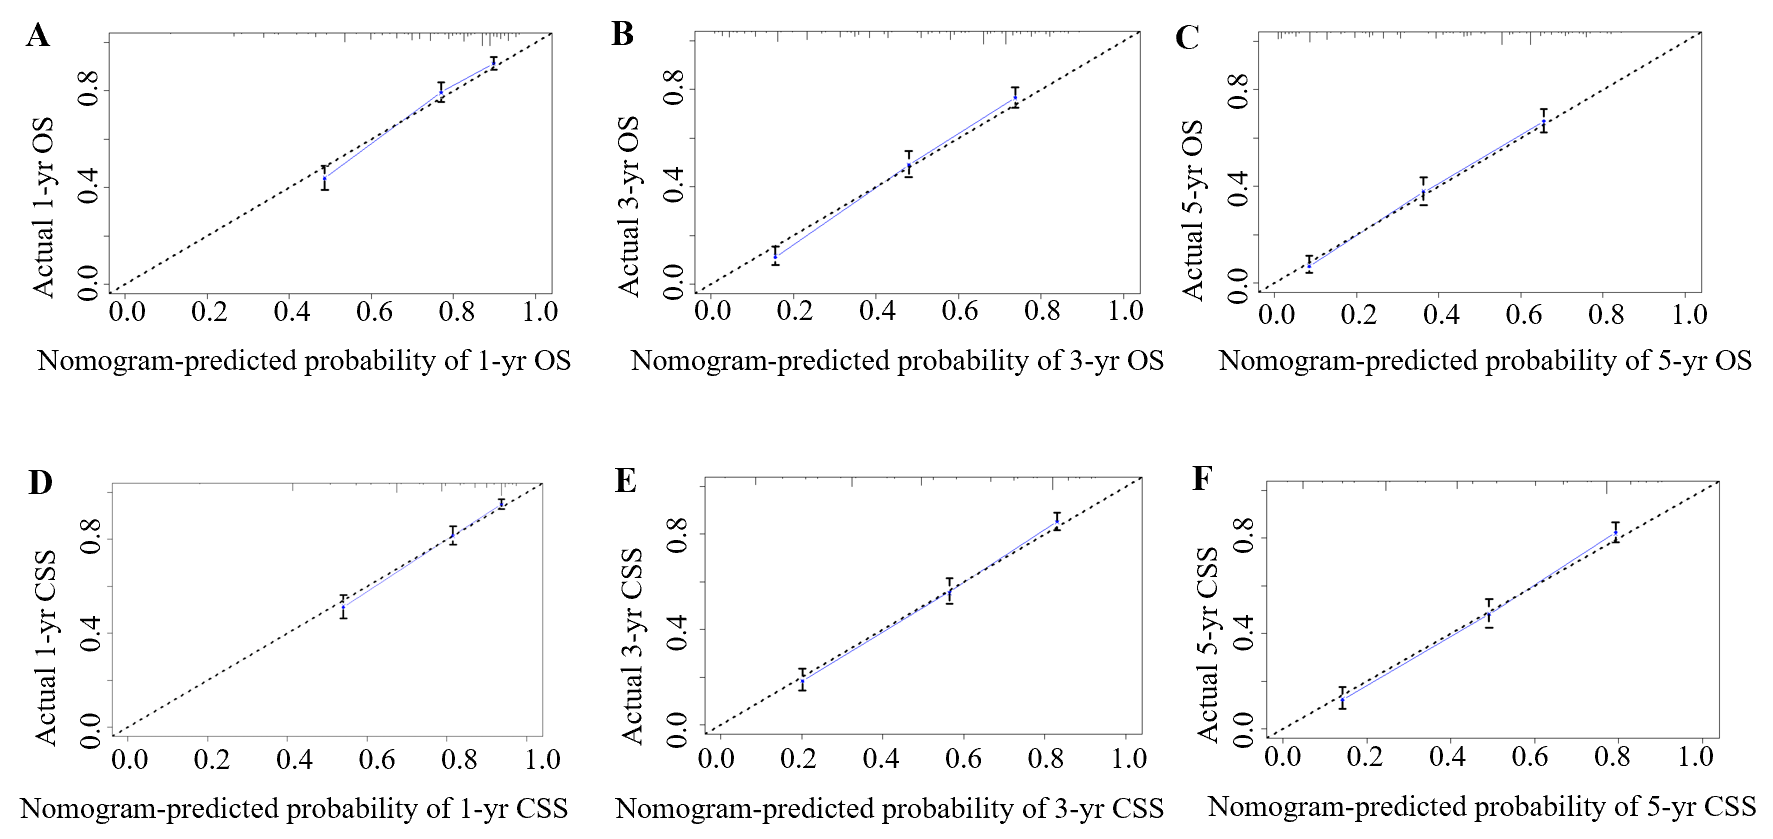 A
B
C
Actual 1-yr OS
0.0 0.4 0.8
0.0 0.2 0.4 0.6 0.8 1.0
Nomogram-predicted probability of 1-yr OS
Actual 3-yr OS
0.0 0.4 0.8
0.0 0.2 0.4 0.6 0.8 1.0
Nomogram-predicted probability of 3-yr OS
Actual 5-yr OS
0.0 0.4 0.8
0.0 0.2 0.4 0.6 0.8 1.0
Nomogram-predicted probability of 5-yr OS
D
E
F
Actual 1-yr CSS
0.0 0.4 0.8
0.0 0.2 0.4 0.6 0.8 1.0
Nomogram-predicted probability of 1-yr CSS
Actual 3-yr CSS
0.0 0.4 0.8
0.0 0.2 0.4 0.6 0.8 1.0
Nomogram-predicted probability of 3-yr CSS
Actual 5-yr CSS
0.0 0.4 0.8
0.0 0.2 0.4 0.6 0.8 1.0
Nomogram-predicted probability of 5-yr CSS